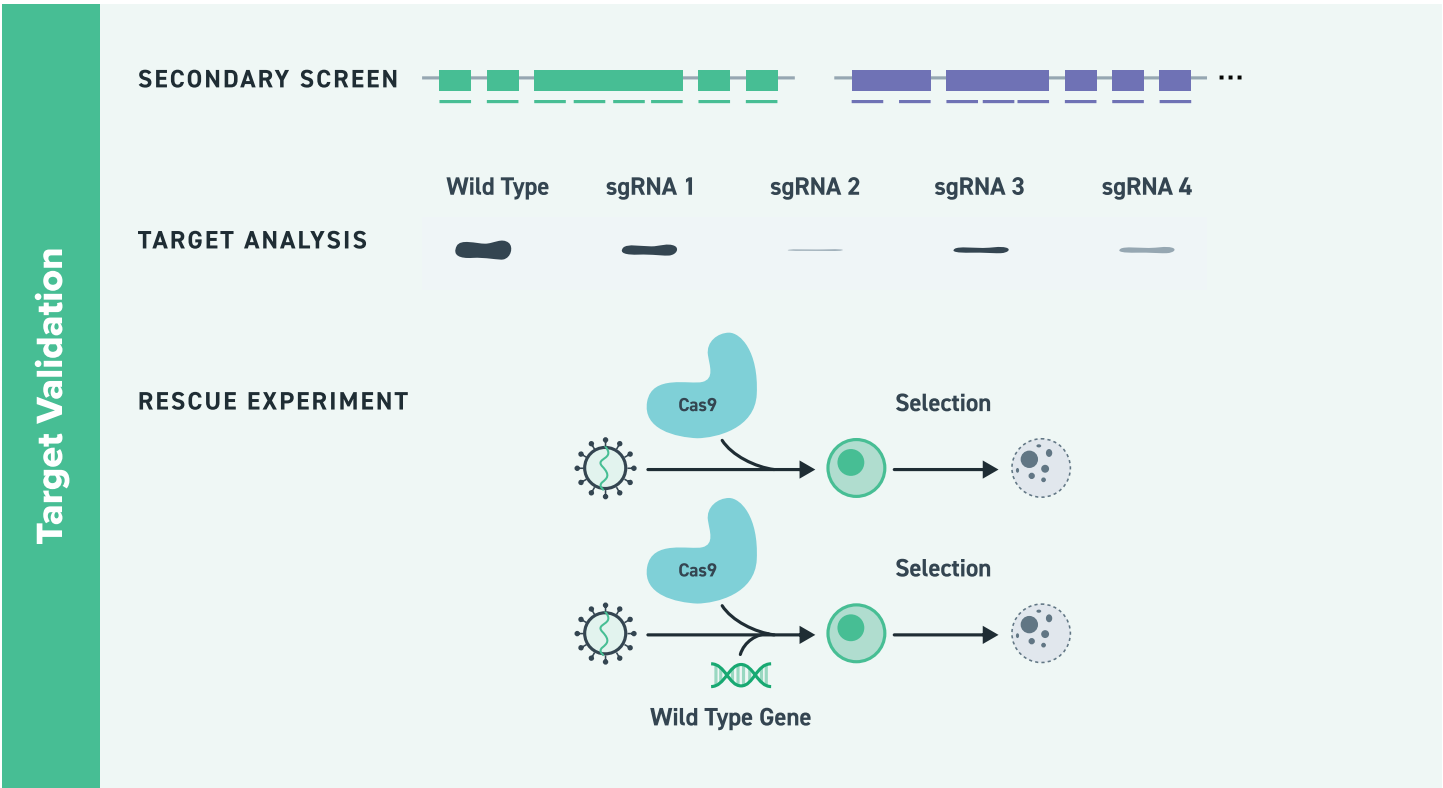 Target Validation
SECONDARY SCREEN
...
Wild Type
sgRNA 1
sgRNA 2
sgRNA 3
sgRNA 4
TARGET ANALYSIS
RESCUE EXPERIMENT
Cas9
Selection
Cas9
Selection
Wild Type Gene